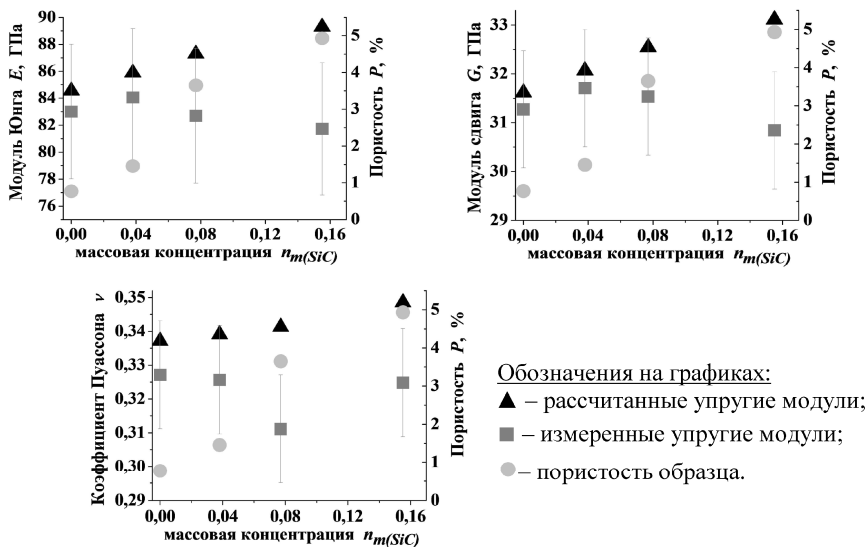 Модуль Юнга E, ГПа
90
88
86
84
82
80
78
76
5
4
3
2
1
0
Пористость P, %
0,00 0,04 0,08 0,12 0,16
массовая концентрация n_m(SiC)
Модуль сдвига G, ГПа
33
32
31
30
29
5
4
3
2
1
0
Пористость P, %
0,00 0,04 0,08 0,12 0,16
массовая концентрация n_m(SiC)
Коэффициент Пуассона ν
0,35
0,34
0,33
0,32
0,31
0,30
0,29
5
4
3
2
1
0
Пористость P, %
0,00 0,04 0,08 0,12 0,16
массовая концентрация n_m(SiC)
Обозначения на графиках:
– рассчитанные упругие модули;
– измеренные упругие модули;
– пористость образца.